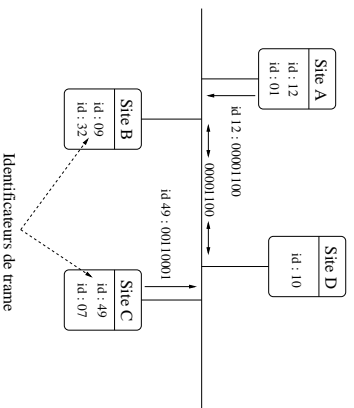 Site A
id : 12
id : 01
Site D
id : 10
id 12 : 00001100
00001100
id 49 : 00110001
Site B
id : 09
id : 32
Site C
id : 49
id : 07
Identificateurs de trame